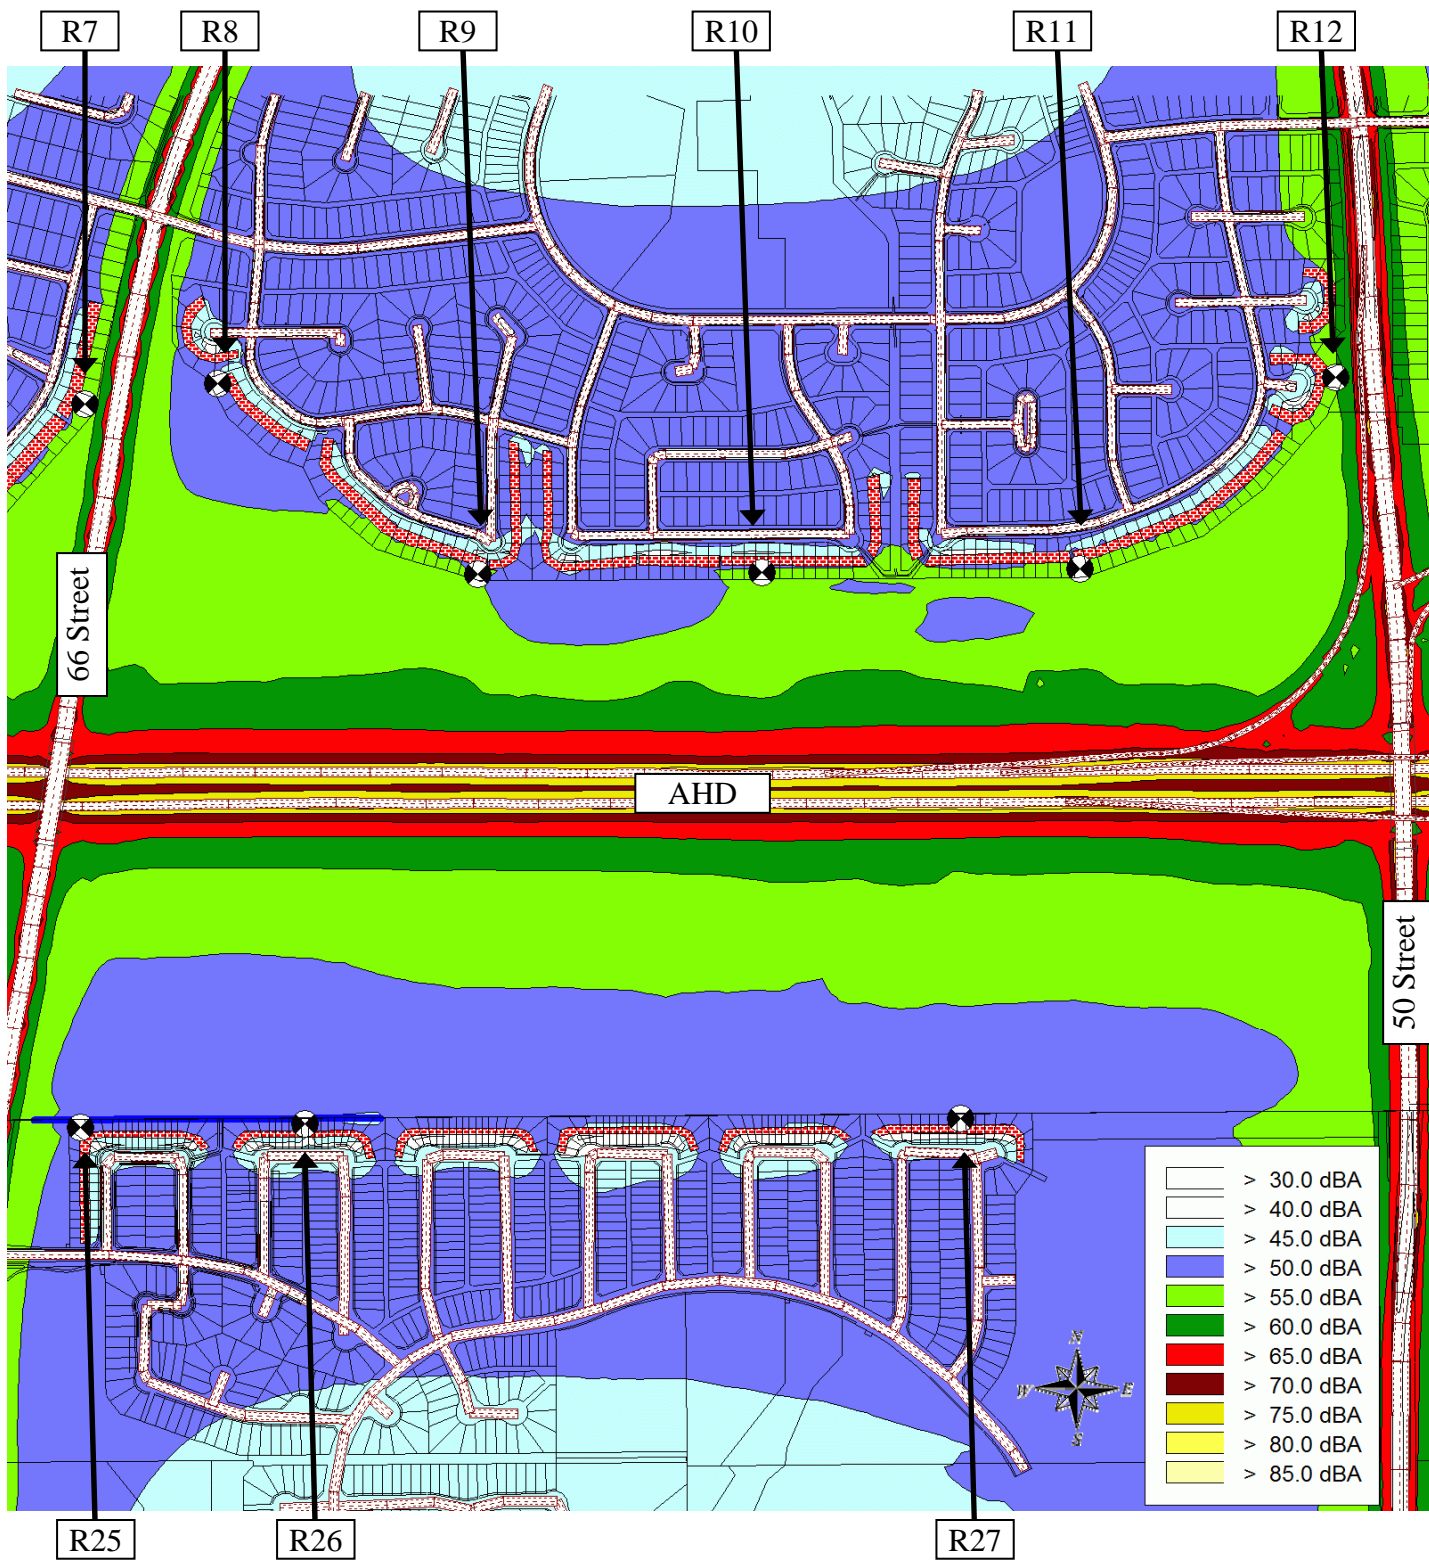 R7
R8
R9
R10
R11
R12
66 Street
AHD
50 Street
> 30.0 dBA
> 40.0 dBA
> 45.0 dBA
> 50.0 dBA
> 55.0 dBA
> 60.0 dBA
> 65.0 dBA
> 70.0 dBA
> 75.0 dBA
> 80.0 dBA
> 85.0 dBA
N
W
E
S
R25
R26
R27